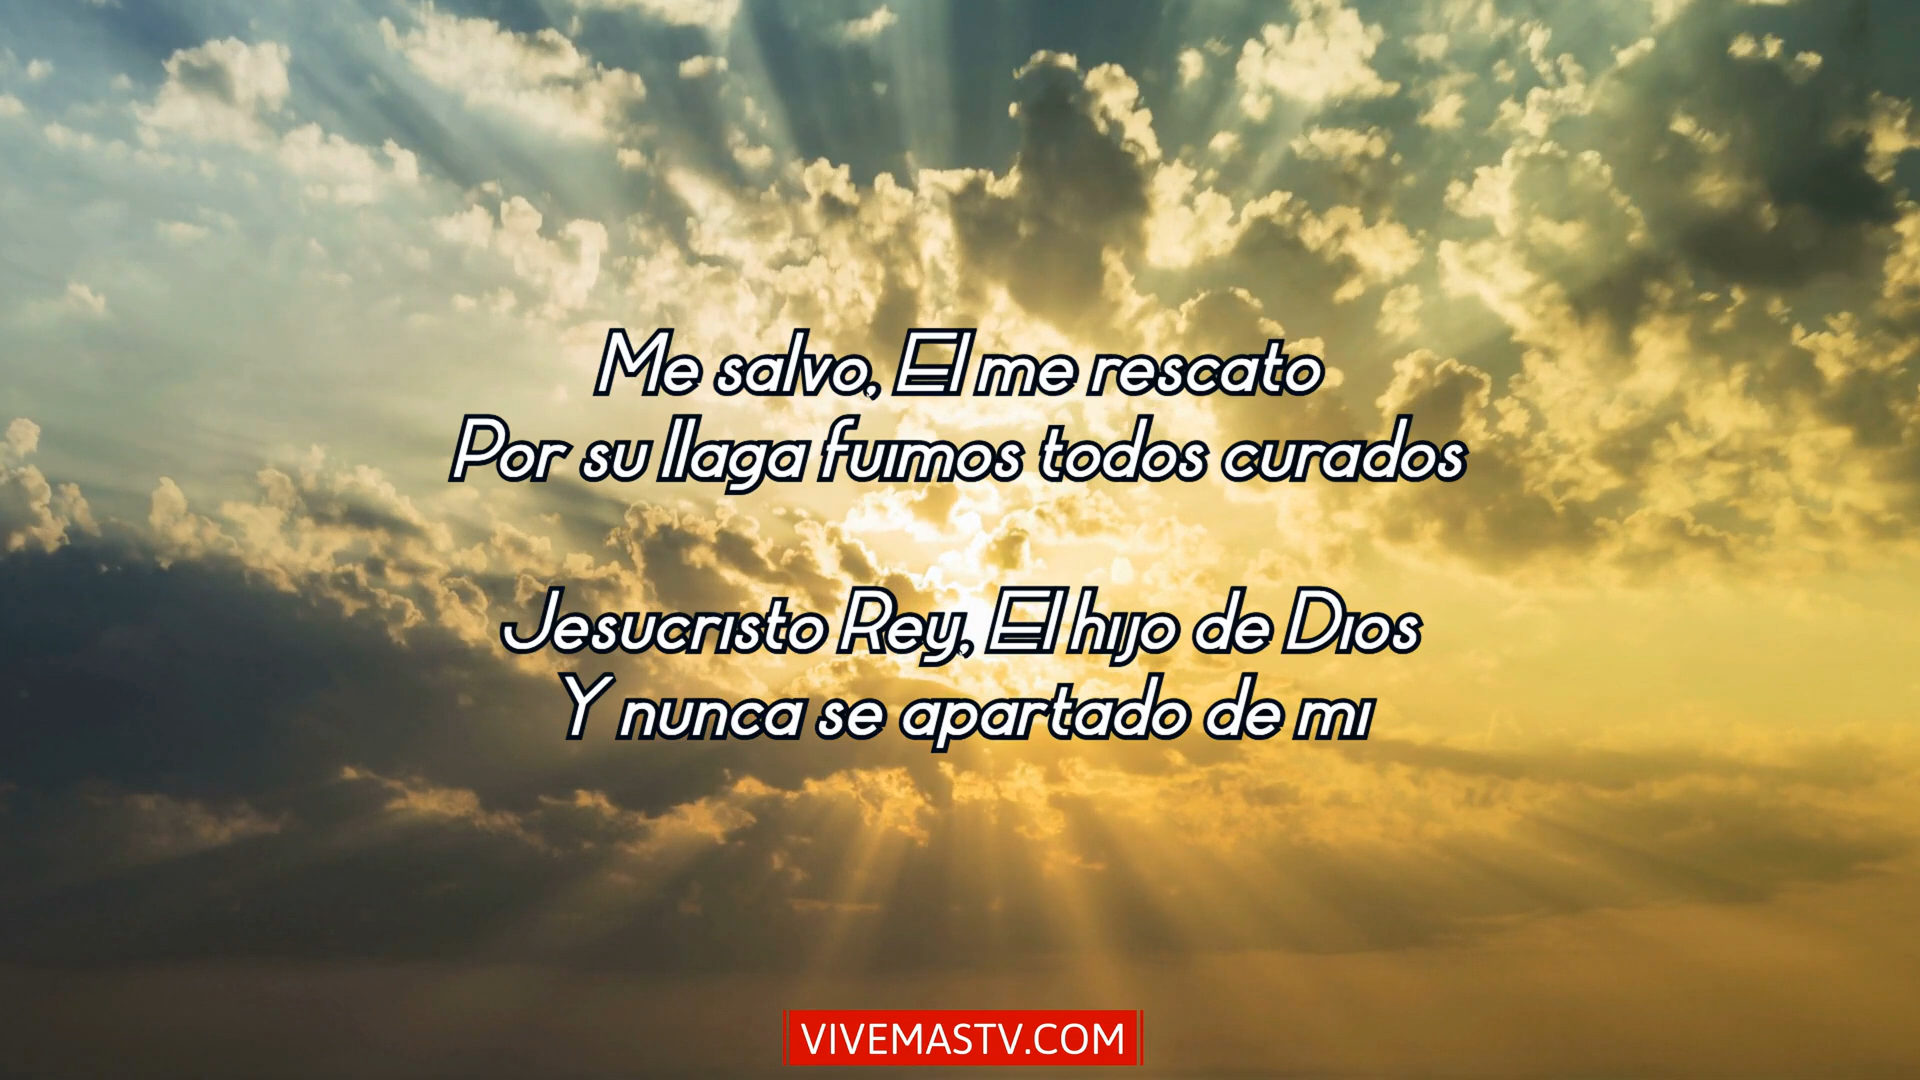 Me salvo, El me rescato
Por su llaga fuimos todos curados
Jesucristo Rey, El hijo de Dios
Y nunca se apartado de mi
VIVEMASTV.COM